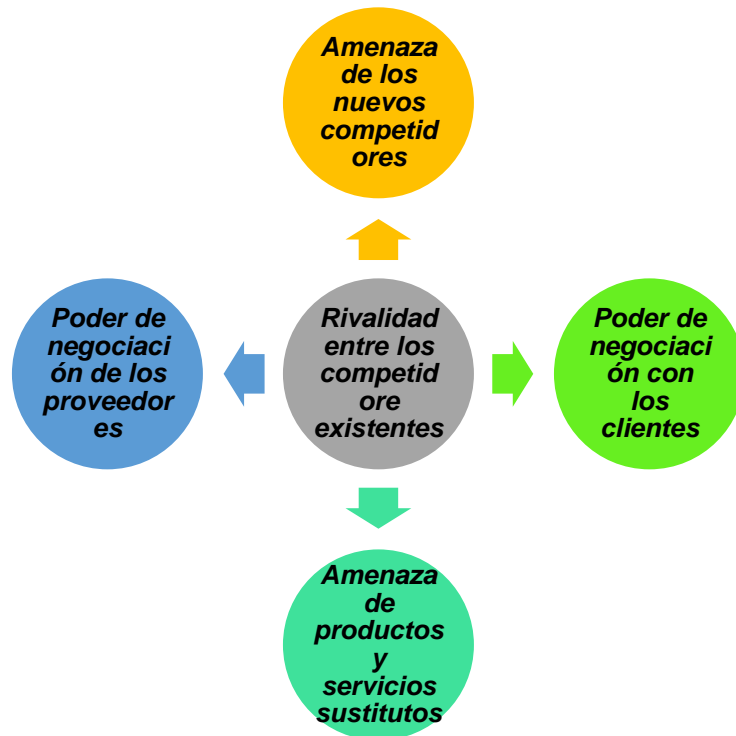 Amenaza
de los
nuevos
competid
ores
Poder de
negociaci
ón de los
proveedor
es
Rivalidad
entre los
competid
ore
existentes
Poder de
negociaci
ón con
los
clientes
Amenaza
de
productos
y
servicios
sustitutos